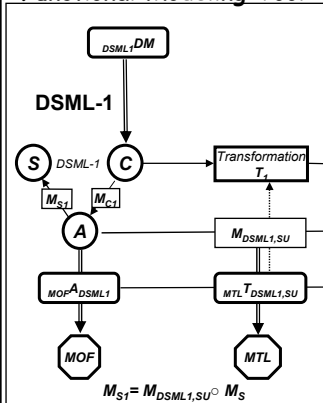 DSML1DM
DSML-1
S DSML-1 C
Transformation
T1
MS1 MC1
A
MDSML1,SU
MOFADSML1
MTLTDSML1,SU
MOF
MTL
MS1= MDSML1,SU○ MS